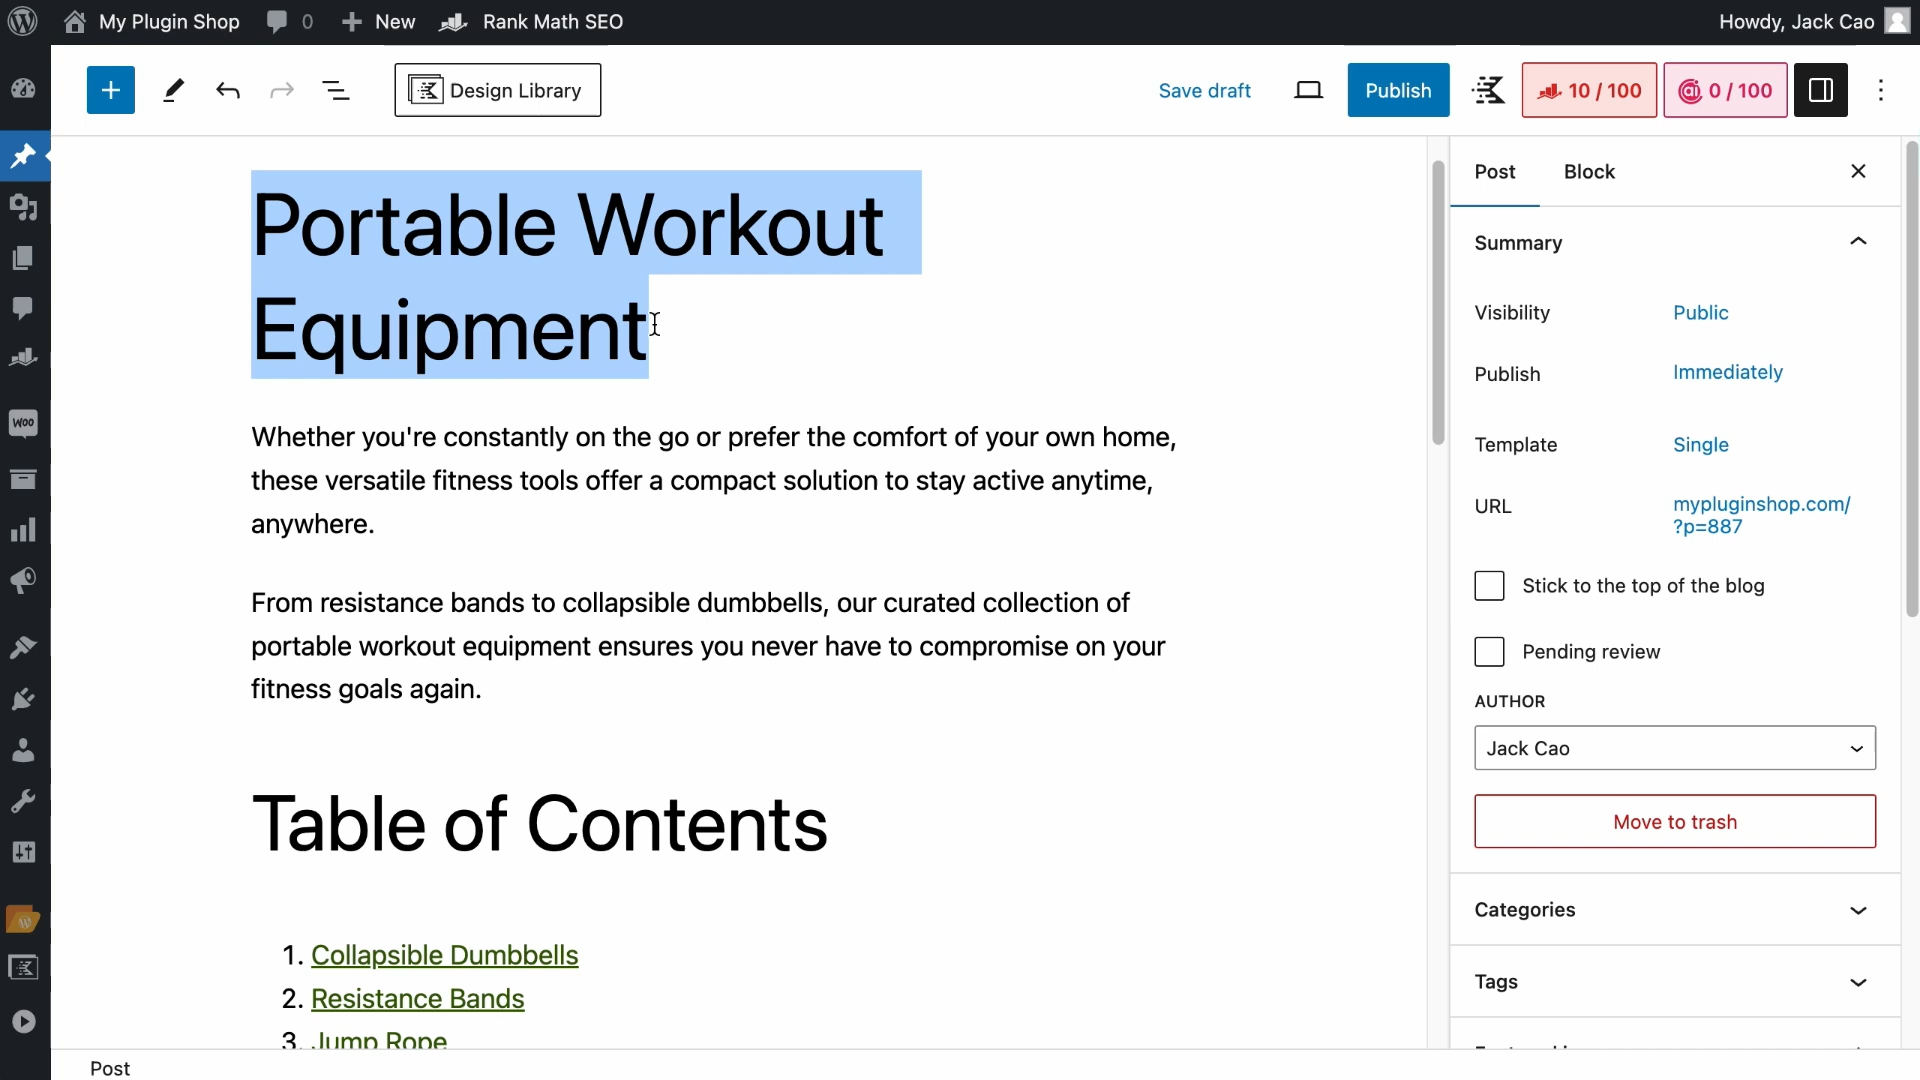 My Plugin Shop
0
New
Rank Math SEO
Howdy, Jack Cao
Design Library
Save draft
Publish
10 / 100
ai
0 / 100
Woo
Portable Workout
Equipment
Whether you're constantly on the go or prefer the comfort of your own home,
these versatile fitness tools offer a compact solution to stay active anytime,
anywhere.
From resistance bands to collapsible dumbbells, our curated collection of
portable workout equipment ensures you never have to compromise on your
fitness goals again.
Table of Contents
1. Collapsible Dumbbells
2. Resistance Bands
3. Jump Rope
Post
Post
Block
Summary
Visibility
Public
Publish
Immediately
Template
Single
URL
mypluginshop.com/
?p=887
Stick to the top of the blog
Pending review
AUTHOR
Jack Cao
Move to trash
Categories
Tags